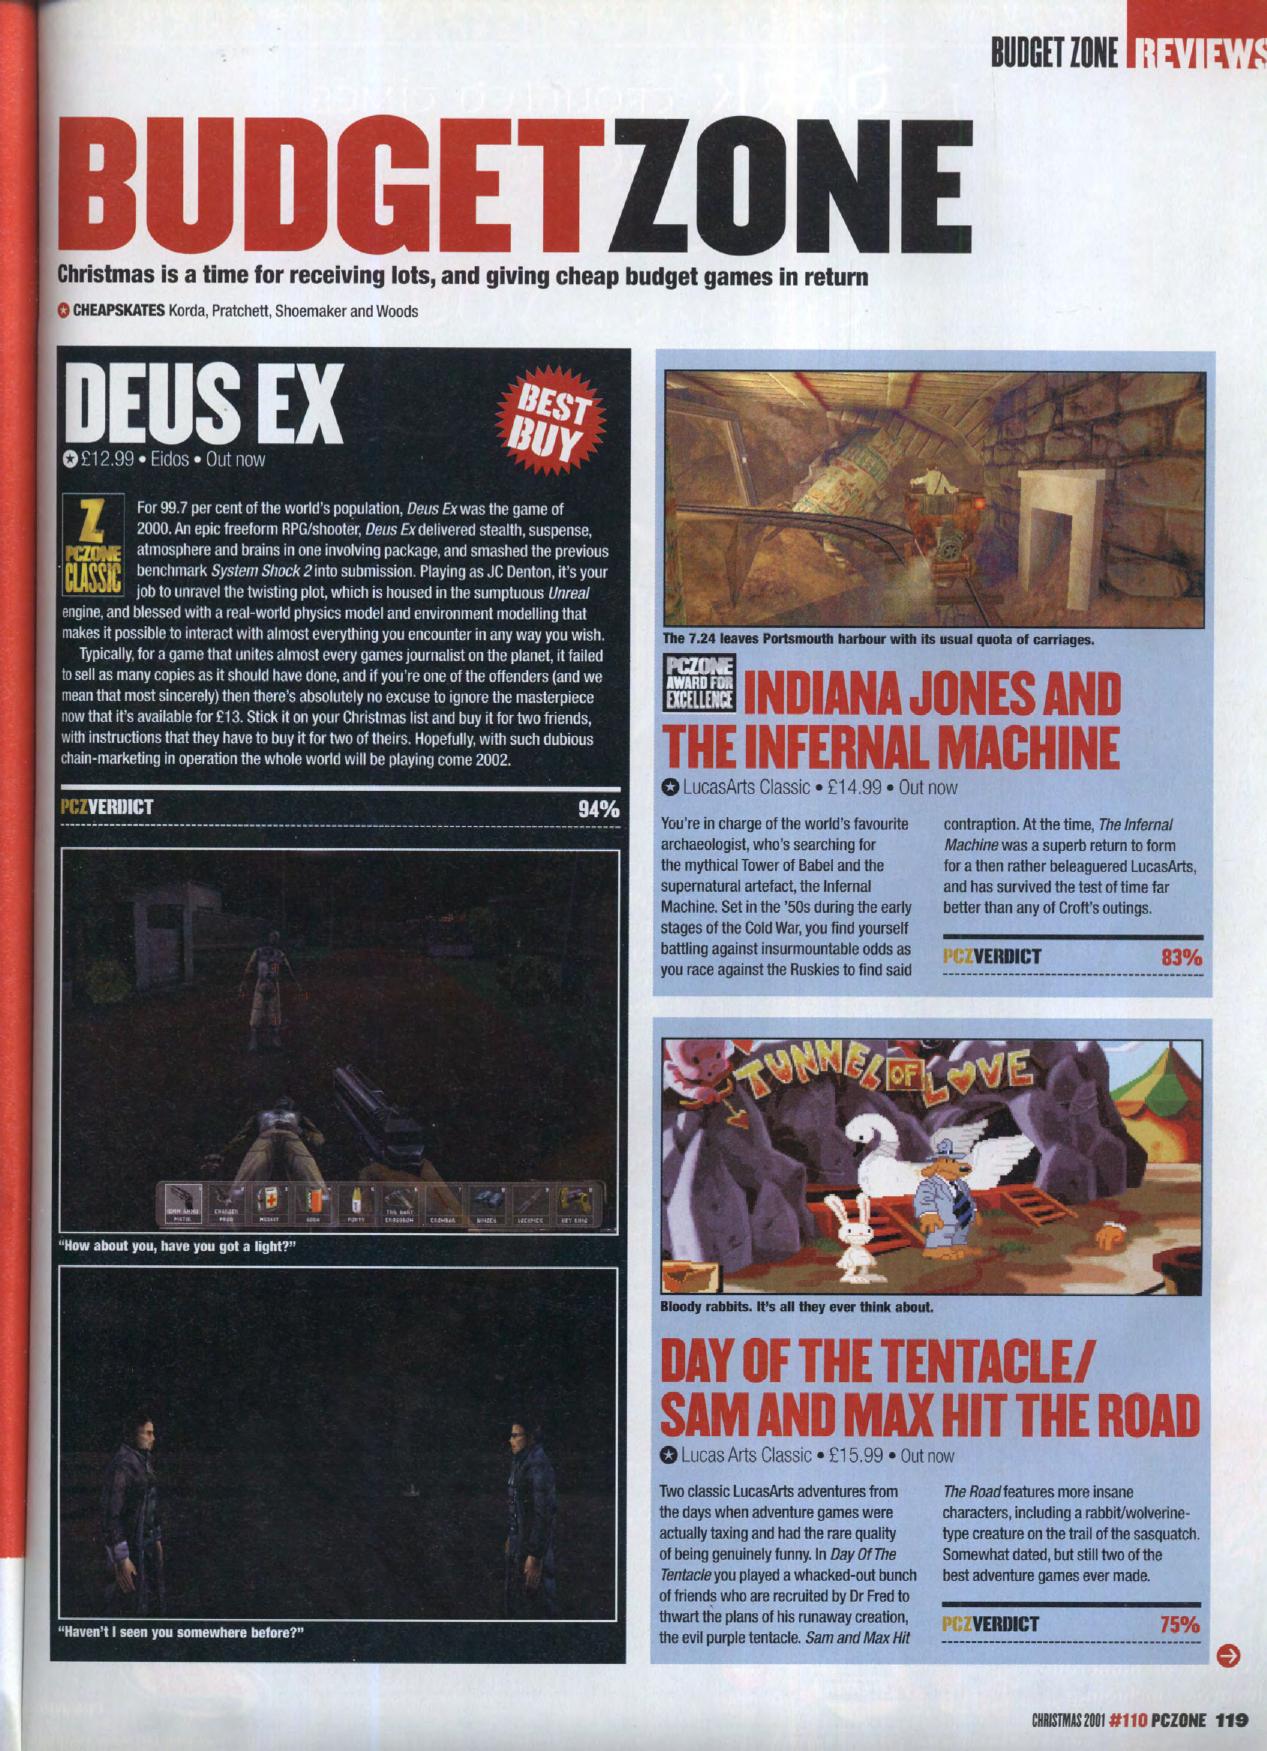 BUDGET ZONE REVIEWS
BUDGETZONE
Christmas is a time for receiving lots, and giving cheap budget games in return
CHEAPSKATES Korda, Pratchett, Shoemaker and Woods
DEUS EX
BEST
BUY
£12.99 • Eidos • Out now
Z
PCZONE
CLASSIC
For 99.7 per cent of the world's population, Deus Ex was the game of
2000. An epic freeform RPG/shooter, Deus Ex delivered stealth, suspense,
atmosphere and brains in one involving package, and smashed the previous
benchmark System Shock 2 into submission. Playing as JC Denton, it's your
job to unravel the twisting plot, which is housed in the sumptuous Unreal
engine, and blessed with a real-world physics model and environment modelling that
makes it possible to interact with almost everything you encounter in any way you wish.
Typically, for a game that unites almost every games journalist on the planet, it failed
to sell as many copies as it should have done, and if you're one of the offenders (and we
mean that most sincerely) then there's absolutely no excuse to ignore the masterpiece
now that it's available for £13. Stick it on your Christmas list and buy it for two friends,
with instructions that they have to buy it for two of theirs. Hopefully, with such dubious
chain-marketing in operation the whole world will be playing come 2002.
PCZVERDICT 94%
"How about you, have you got a light?"
"Haven't I seen you somewhere before?"
The 7.24 leaves Portsmouth harbour with its usual quota of carriages.
PCZONE
AWARD FOR
EXCELLENCE
INDIANA JONES AND
THE INFERNAL MACHINE
LucasArts Classic • £14.99 • Out now
You're in charge of the world's favourite
archaeologist, who's searching for
the mythical Tower of Babel and the
supernatural artefact, the Infernal
Machine. Set in the '50s during the early
stages of the Cold War, you find yourself
battling against insurmountable odds as
you race against the Ruskies to find said
contraption. At the time, The Infernal
Machine was a superb return to form
for a then rather beleaguered LucasArts,
and has survived the test of time far
better than any of Croft's outings.
PCZVERDICT 83%
TUNNEL OF LOVE
Bloody rabbits. It's all they ever think about.
DAY OF THE TENTACLE/
SAM AND MAX HIT THE ROAD
Lucas Arts Classic • £15.99 • Out now
Two classic LucasArts adventures from
the days when adventure games were
actually taxing and had the rare quality
of being genuinely funny. In Day Of The
Tentacle you played a whacked-out bunch
of friends who are recruited by Dr Fred to
thwart the plans of his runaway creation,
the evil purple tentacle. Sam and Max Hit
The Road features more insane
characters, including a rabbit/wolverine-
type creature on the trail of the sasquatch.
Somewhat dated, but still two of the
best adventure games ever made.
PCZVERDICT 75%
CHRISTMAS 2001 #110 PCZONE 119